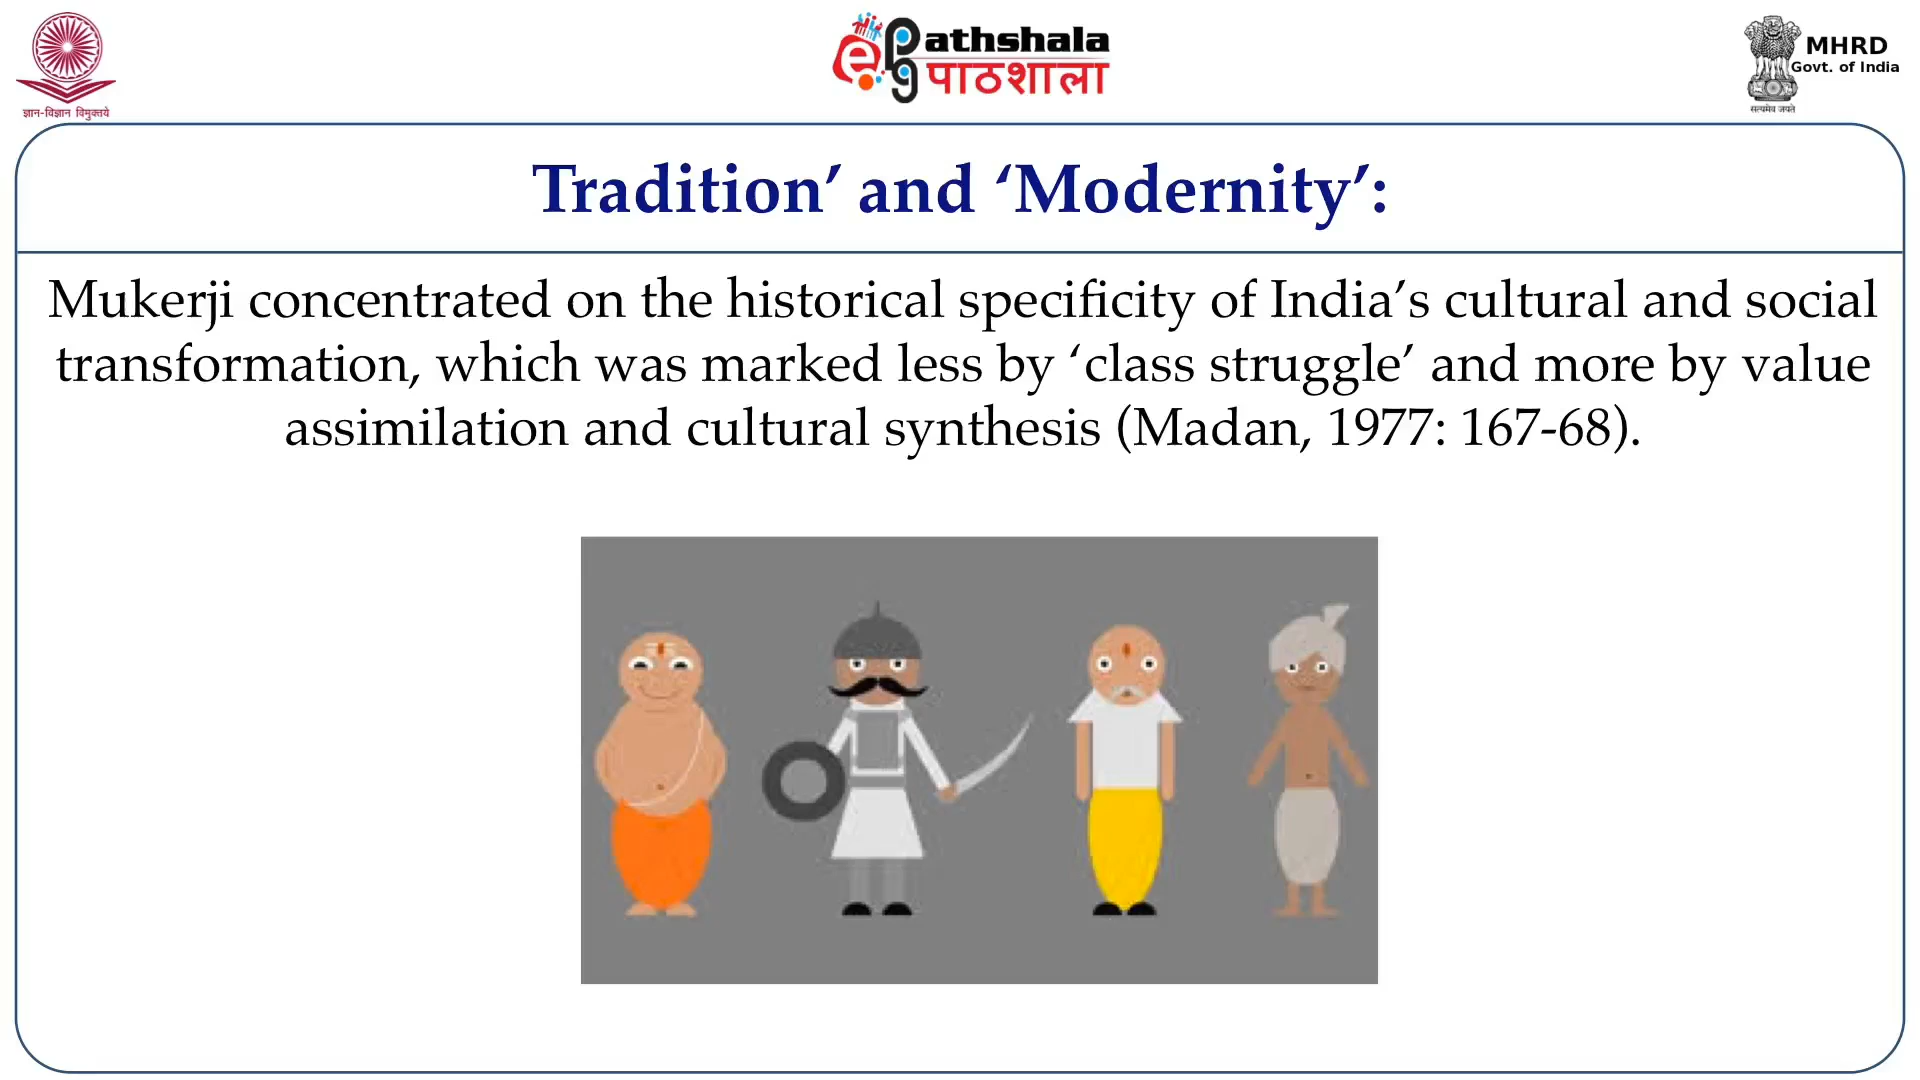 ज्ञान-विज्ञान विमुक्तये
ePathshala
पाठशाला
MHRD
Govt. of India
सत्यमेव जयते
Tradition’ and ‘Modernity’:
Mukerji concentrated on the historical specificity of India’s cultural and social
transformation, which was marked less by ‘class struggle’ and more by value
assimilation and cultural synthesis (Madan, 1977: 167-68).